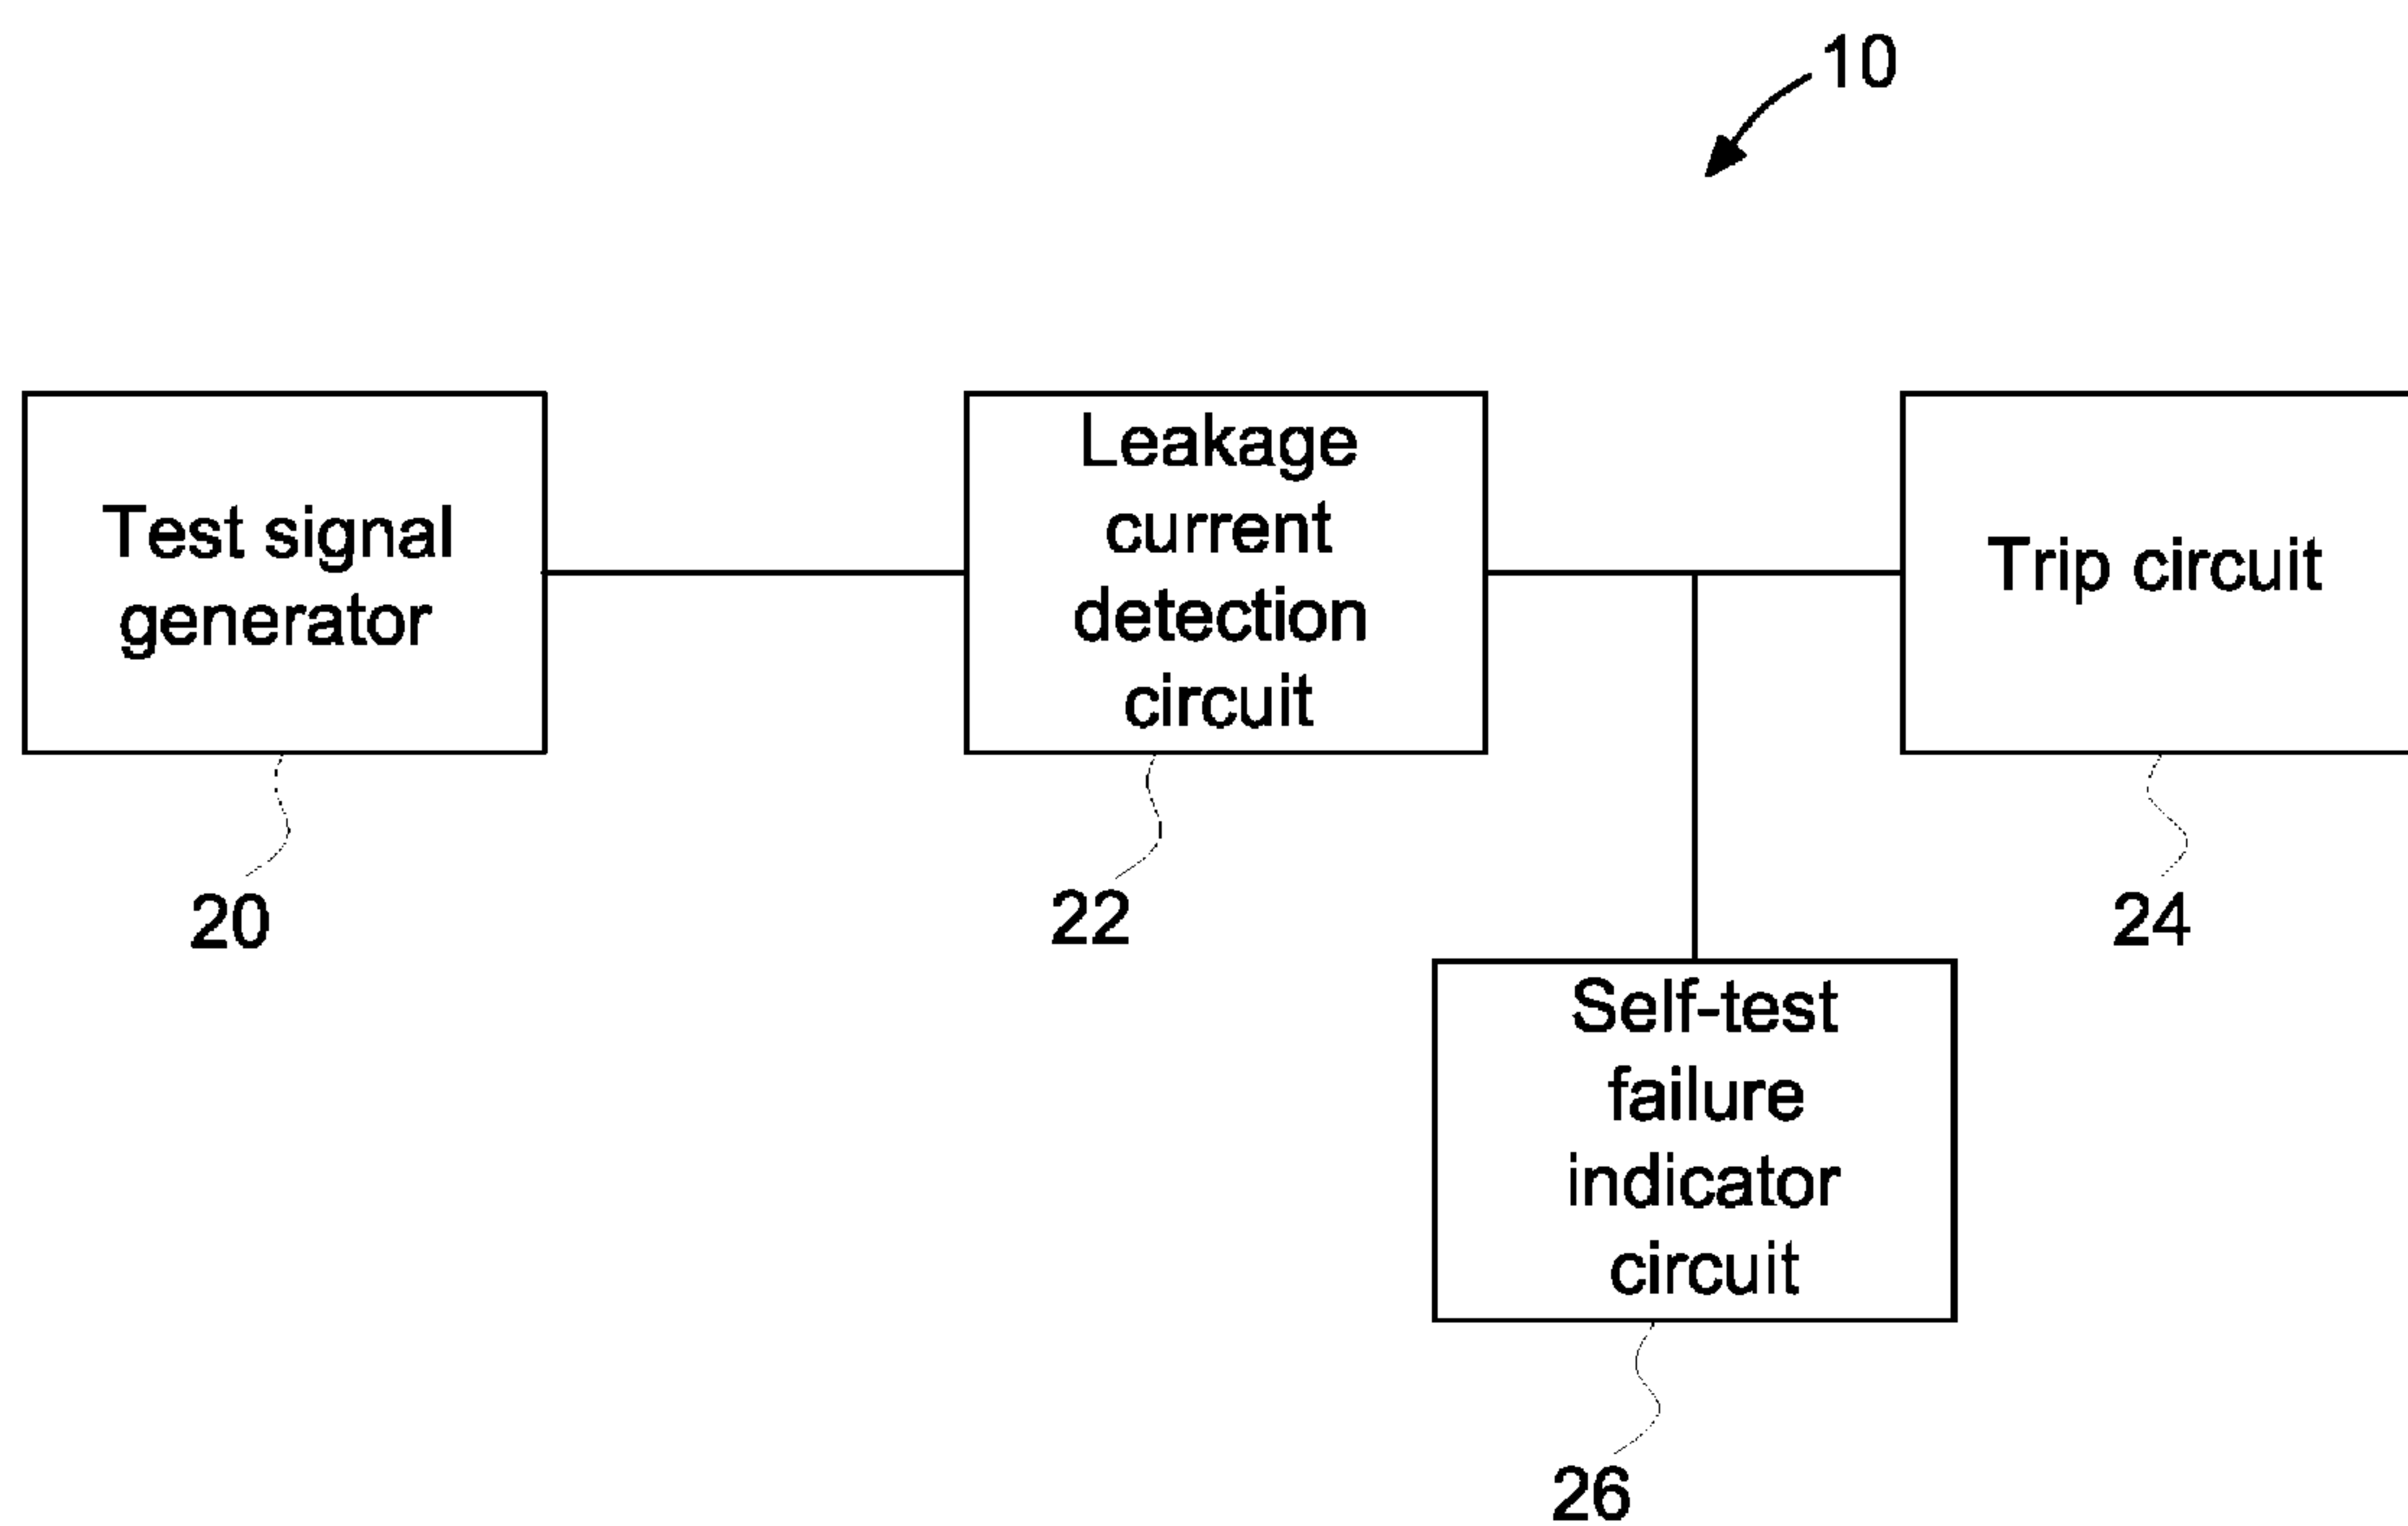 10
Test signal
generator
Leakage
current
detection
circuit
Trip circuit
20
22
24
Self-test
failure
indicator
circuit
26